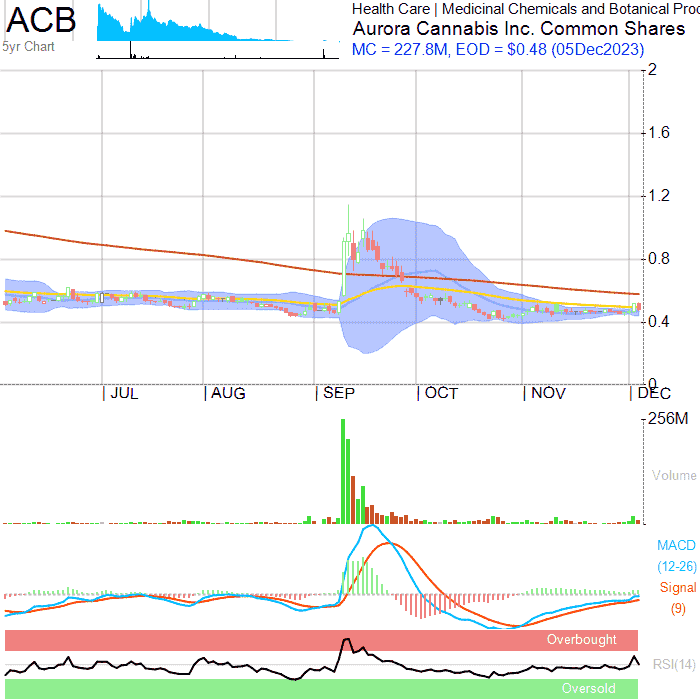 ACB
5yr Chart
Health Care | Medicinal Chemicals and Botanical Proc
Aurora Cannabis Inc. Common Shares
MC = 227.8M, EOD = $0.48 (05Dec2023)
2
1.6
1.2
0.8
0.4
0
| JUL | AUG | SEP | OCT | NOV | DEC
256M
Volume
MACD
(12-26)
Signal
(9)
Overbought
RSI(14)
Oversold